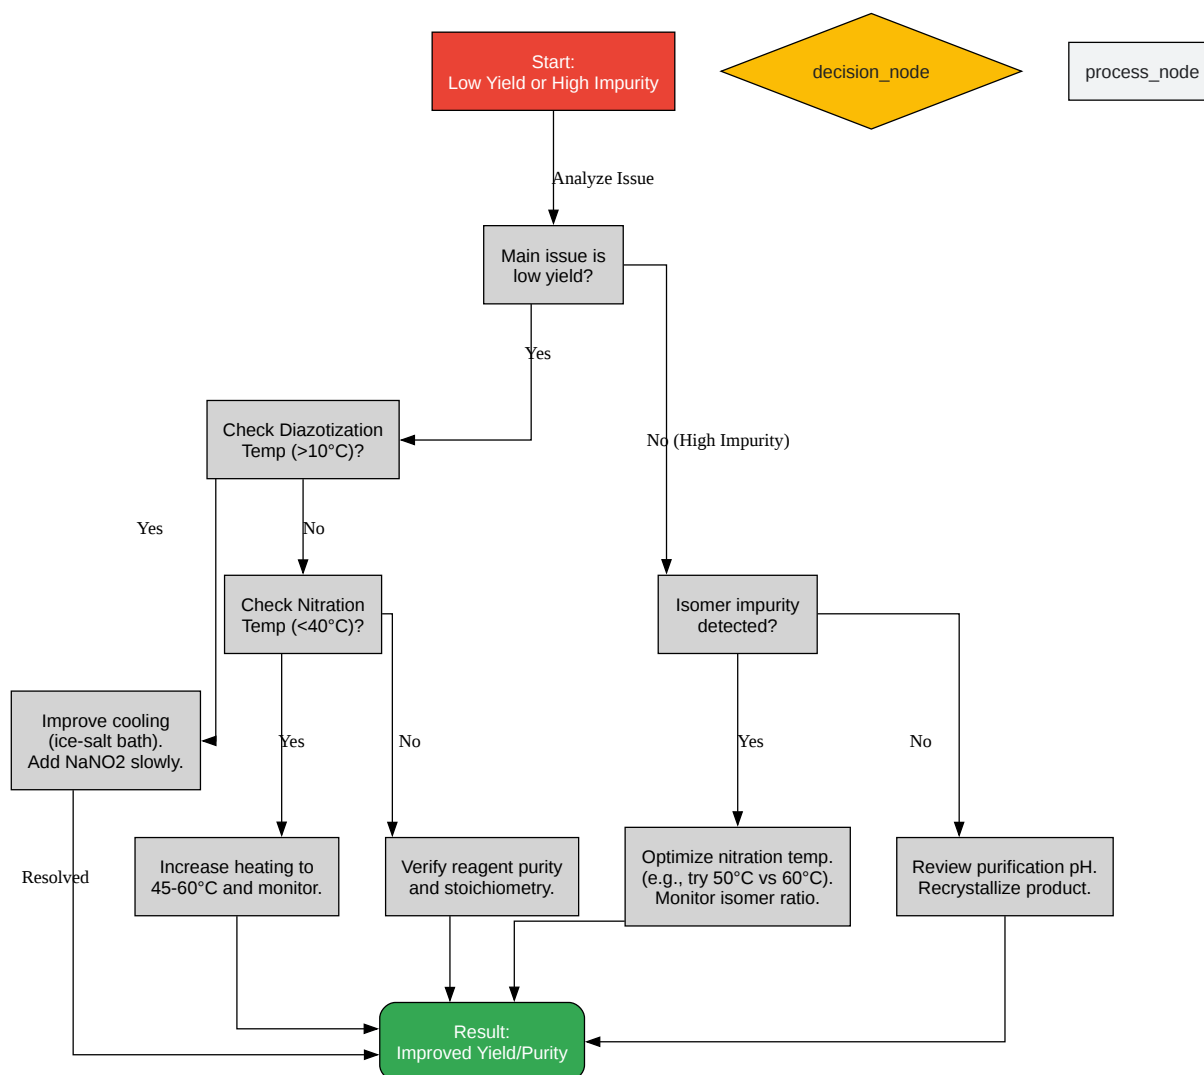 Start:
Low Yield or High Impurity
decision_node
process_node
Analyze Issue
Main issue is
low yield?
Yes
No (High Impurity)
Check Diazotization
Temp (>10°C)?
Yes
No
Check Nitration
Temp (<40°C)?
Isomer impurity
detected?
Improve cooling
(ice-salt bath).
Add NaNO2 slowly.
Yes
No
Yes
No
Resolved
Increase heating to
45-60°C and monitor.
Verify reagent purity
and stoichiometry.
Optimize nitration temp.
(e.g., try 50°C vs 60°C).
Monitor isomer ratio.
Review purification pH.
Recrystallize product.
Result:
Improved Yield/Purity